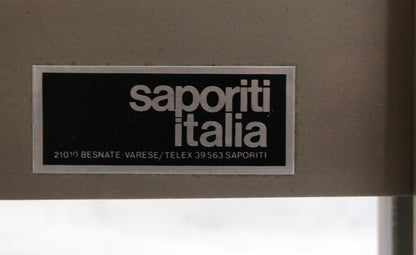 saporiti
italia
21010 BESNATE-VARESE/TELEX 39563 SAPORITI